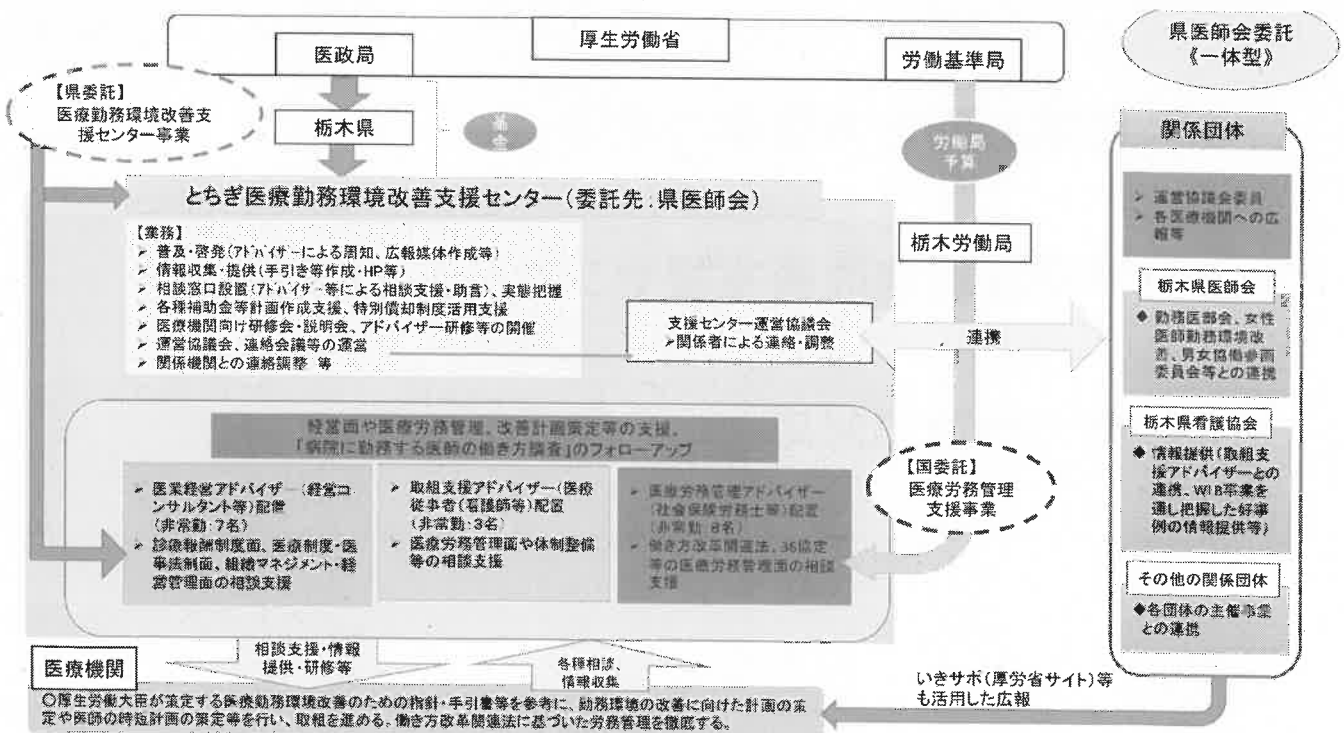 厚生労働省
医政局
労働基準局
県医師会委託
《一体型》
【県委託】
医療勤務環境改善支
援センター事業
栃木県
基金
労働局
予算
関係団体
とちぎ医療勤務環境改善支援センター(委託先:県医師会)
➢ 運営協議会委員
➢ 各医療機関への広
報等
【業務】
➢ 普及・啓発(アドバイザーによる周知、広報媒体作成等)
➢ 情報収集・提供(手引き等作成・HP等)
➢ 相談窓口設置(アドバイザー等による相談支援・助言)、実態把握
➢ 各種補助金等計画作成支援、特別償却制度活用支援
➢ 医療機関向け研修会・説明会、アドバイザー研修等の開催
➢ 運営協議会、連絡会議等の運営
➢ 関係機関との連絡調整 等
栃木労働局
支援センター運営協議会
➢関係者による連絡・調整
連携
栃木県医師会
◆ 勤務医部会、女性
医師勤務環境改
善、男女協働参画
委員会等との連携
経営面や医療労務管理、改善計画策定等の支援、
「病院に勤務する医師の働き方調査」のフォローアップ
➢ 医業経営アドバイザー(経営コ
ンサルタント等)配置
(非常勤:7名)
➢ 診療報酬制度面、医療制度・医
事法制面、組織マネジメント・経
営管理面の相談支援
➢ 取組支援アドバイザー(医療
従事者(看護師等)配置
(非常勤:3名)
➢ 医療労務管理面や体制整備
等の相談支援
➢ 医療労務管理アドバイザー
(社会保険労務士等)配置
(非常勤:8名)
➢ 働き方改革関連法、36協定
等の医療労務管理面の相談
支援
【国委託】
医療労務管理
支援事業
栃木県看護協会
◆ 情報提供(取組支
援アドバイザーとの
連携、WLB事業を
通し把握した好事
例の情報提供等)
その他の関係団体
◆各団体の主催事業
との連携
医療機関
相談支援・情報
提供・研修等
各種相談、
情報収集
いきサポ(厚労省サイト)等
も活用した広報
〇厚生労働大臣が策定する医療勤務環境改善のための指針・手引書等を参考に、勤務環境の改善に向けた計画の策
定や医師の時短計画の策定等を行い、取組を進める。働き方改革関連法に基づいた労務管理を徹底する。